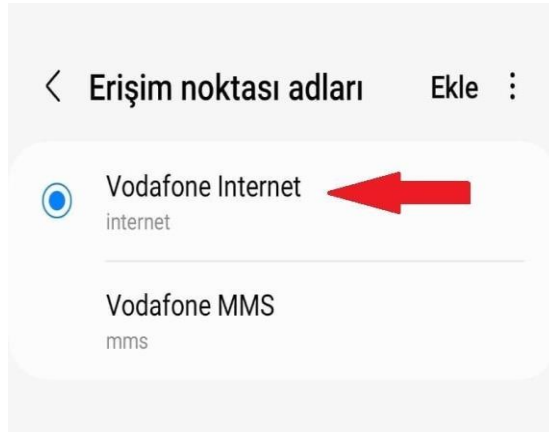 Erişim noktası adları Ekle
Vodafone Internet
internet
Vodafone MMS
mms